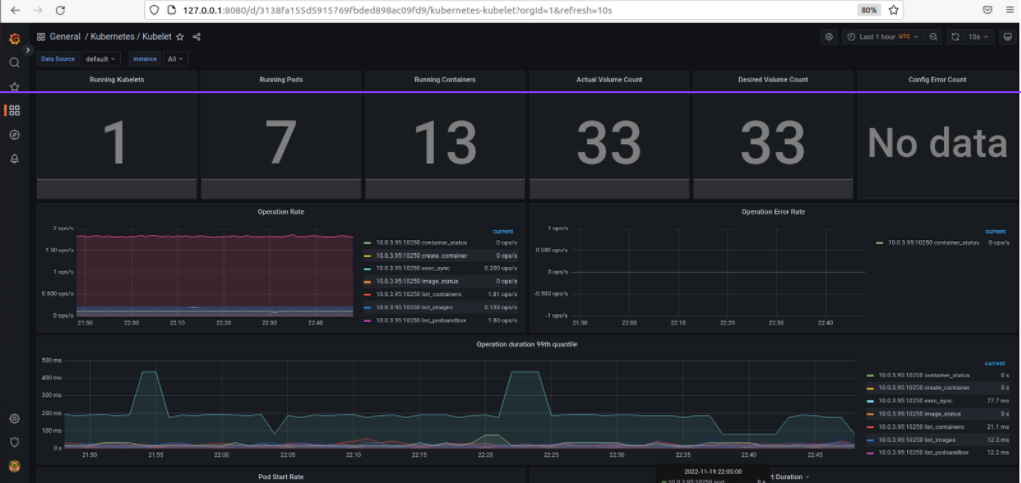 127.0.0.1:8080/d/3138fa155d5915769fbded898ac09fd9/kubernetes-kubelet?orgId=1&refresh=10s
80%
General / Kubernetes / Kubelet
Last 1 hour UTC
10s
Data Source default Instance All
Running Kubelets
1
Running Pods
7
Running Containers
13
Actual Volume Count
33
Desired Volume Count
33
Config Error Count
No data
Operation Rate
2 ops/s
1.50 ops/s
1 ops/s
0.500 ops/s
0 ops/s
21:50 22:00 22:10 22:20 22:30 22:40
current
10.0.3.95:10250 container_status 0 ops/s
10.0.3.95:10250 create_container 0 ops/s
10.0.3.95:10250 exec_sync 0.200 ops/s
10.0.3.95:10250 image_status 0 ops/s
10.0.3.95:10250 list_containers 1.81 ops/s
10.0.3.95:10250 list_images 0.133 ops/s
10.0.3.95:10250 list_podsandbox 1.80 ops/s
Operation Error Rate
1 ops/s
0.500 ops/s
0 ops/s
-0.500 ops/s
-1 ops/s
21:50 22:00 22:10 22:20 22:30 22:40
current
10.0.3.95:10250 container_status 0 ops/s
Operation duration 99th quantile
500 ms
400 ms
300 ms
200 ms
100 ms
0 s
21:50 21:55 22:00 22:05 22:10 22:15 22:20 22:25 22:30 22:35 22:40 22:45
current
10.0.3.95:10250 container_status 0 s
10.0.3.95:10250 create_container 0 s
10.0.3.95:10250 exec_sync 77.7 ms
10.0.3.95:10250 image_status 0 s
10.0.3.95:10250 list_containers 21.1 ms
10.0.3.95:10250 list_images 12.3 ms
10.0.3.95:10250 list_podsandbox 12.2 ms
Pod Start Rate
2022-11-19 22:05:00
t Duration